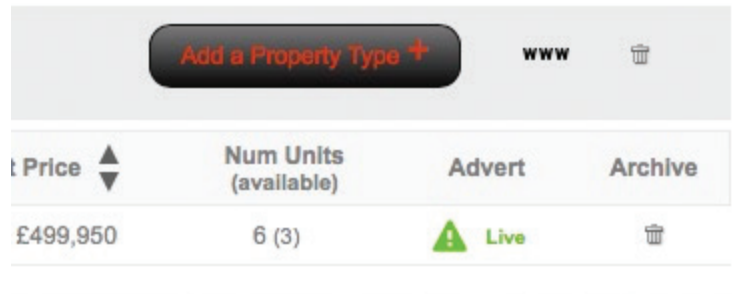 Add a Property Type +
www
t Price
Num Units
(available)
Advert
Archive
£499,950
6 (3)
Live